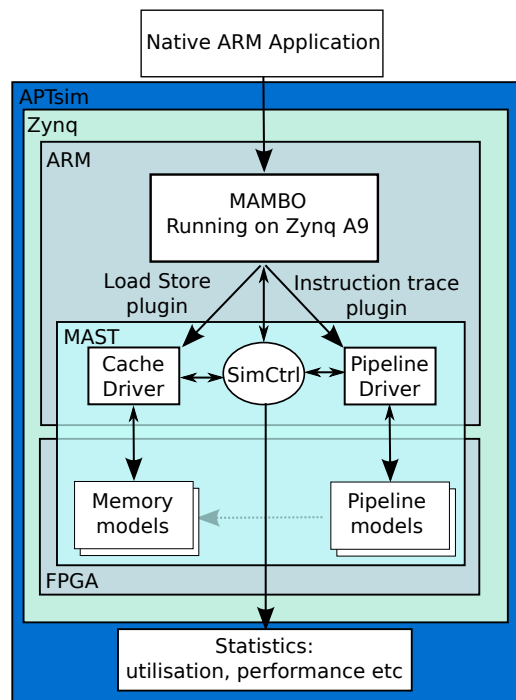 Native ARM Application
APTsim
Zynq
ARM
MAMBO
Running on Zynq A9
Load Store
plugin
Instruction trace
plugin
MAST
Cache
Driver
SimCtrl
Pipeline
Driver
Memory
models
Pipeline
models
FPGA
Statistics:
utilisation, performance etc